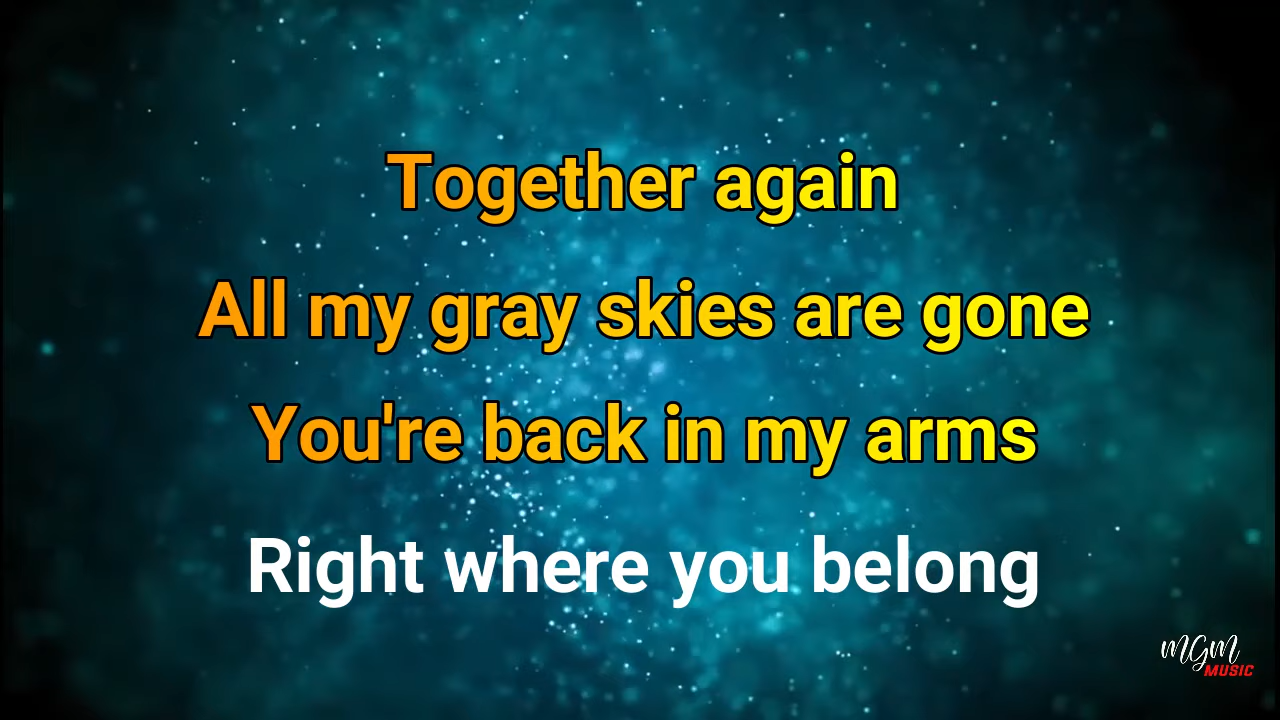 Together again
All my gray skies are gone
You're back in my arms
Right where you belong
MGM
MUSIC